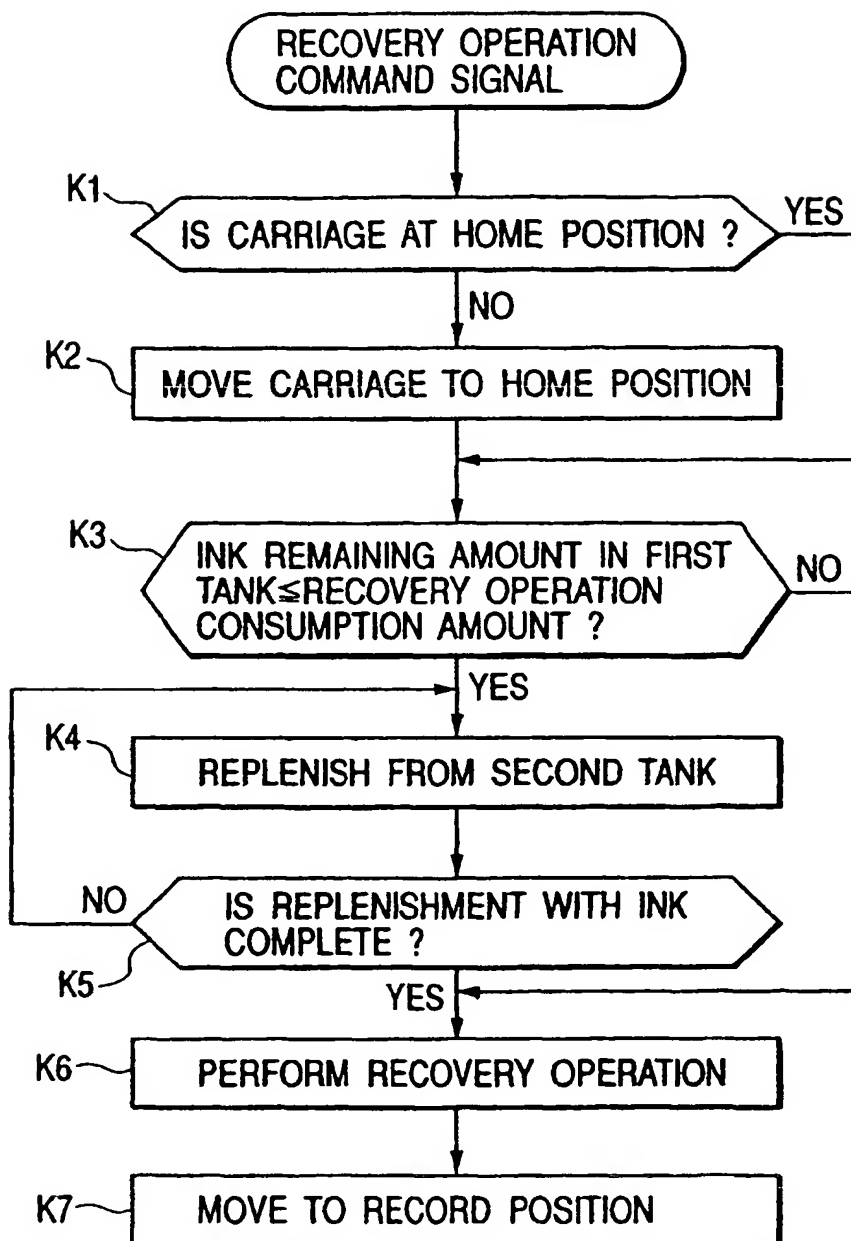 RECOVERY OPERATION
COMMAND SIGNAL
K1
IS CARRIAGE AT HOME POSITION ?
YES
NO
K2
MOVE CARRIAGE TO HOME POSITION
K3
INK REMAINING AMOUNT IN FIRST
TANK≦RECOVERY OPERATION
CONSUMPTION AMOUNT ?
NO
YES
K4
REPLENISH FROM SECOND TANK
NO
IS REPLENISHMENT WITH INK
COMPLETE ?
K5
YES
K6
PERFORM RECOVERY OPERATION
K7
MOVE TO RECORD POSITION